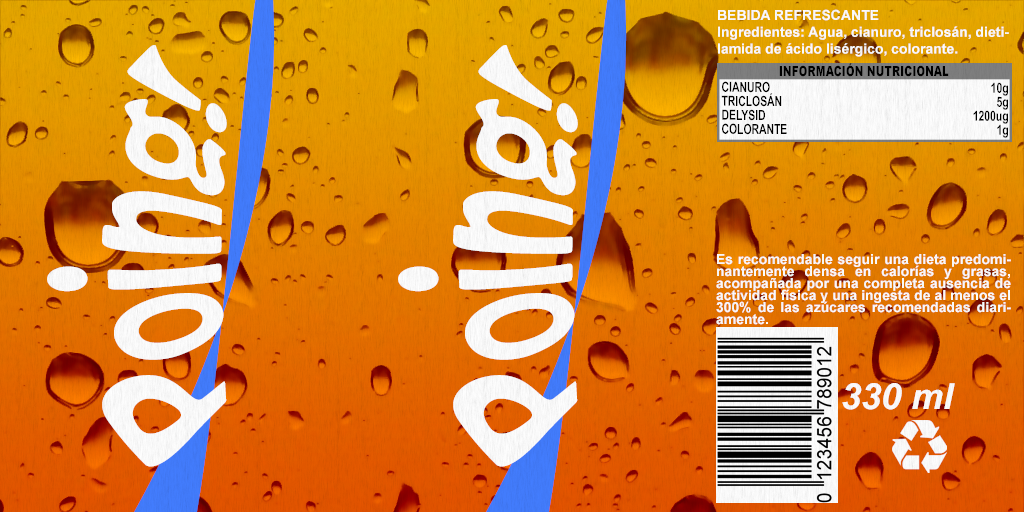 Poing!
Poing!
BEBIDA REFRESCANTE
Ingredientes: Agua, cianuro, triclosán, dieti-
lamida de ácido lisérgico, colorante.
INFORMACIÓN NUTRICIONAL
CIANURO 10g
TRICLOSÁN 5g
DELYSID 1200ug
COLORANTE 1g
Es recomendable seguir una dieta predomi-
nantemente densa en calorías y grasas,
acompañada por una completa ausencia de
actividad física y una ingesta de al menos el
300% de las azúcares recomendadas diari-
amente.
0 123456 789012
330 ml